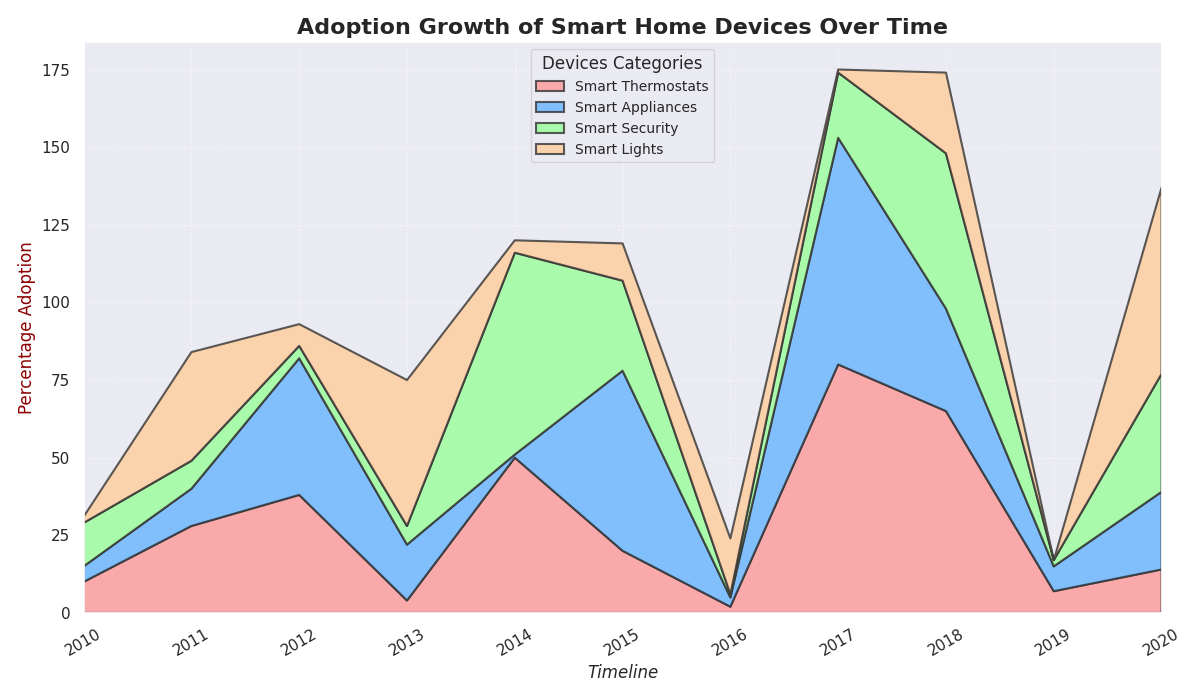 Adoption Growth of Smart Home Devices Over Time
Devices Categories
Smart Thermostats
Smart Appliances
Smart Security
Smart Lights
175
150
125
100
75
50
25
0
Percentage Adoption
2010 2011 2012 2013 2014 2015 2016 2017 2018 2019 2020
Timeline